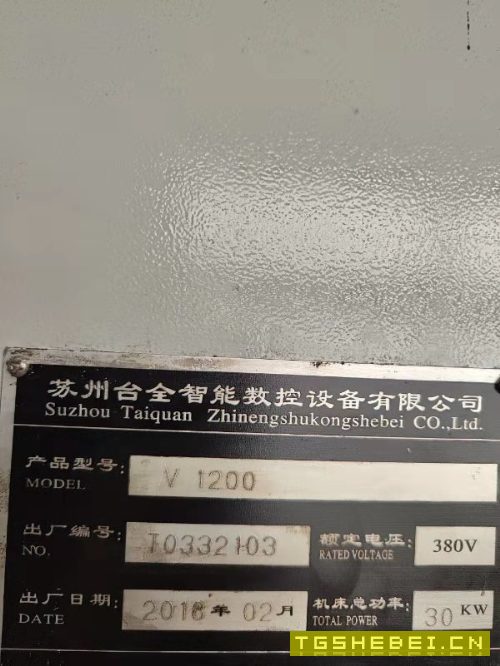 苏州台全智能数控设备有限公司
Suzhou Taiquan Zhinengshukongshebei CO.,Ltd.
产品型号: V 1200
MODEL
出厂编号: T0332103 额定电压: 380V
NO. RATED VOLTAGE
出厂日期: 2018年 02月 机床总功率: 30 KW
DATE TOTAL POWER
TGSHEBEI.CN